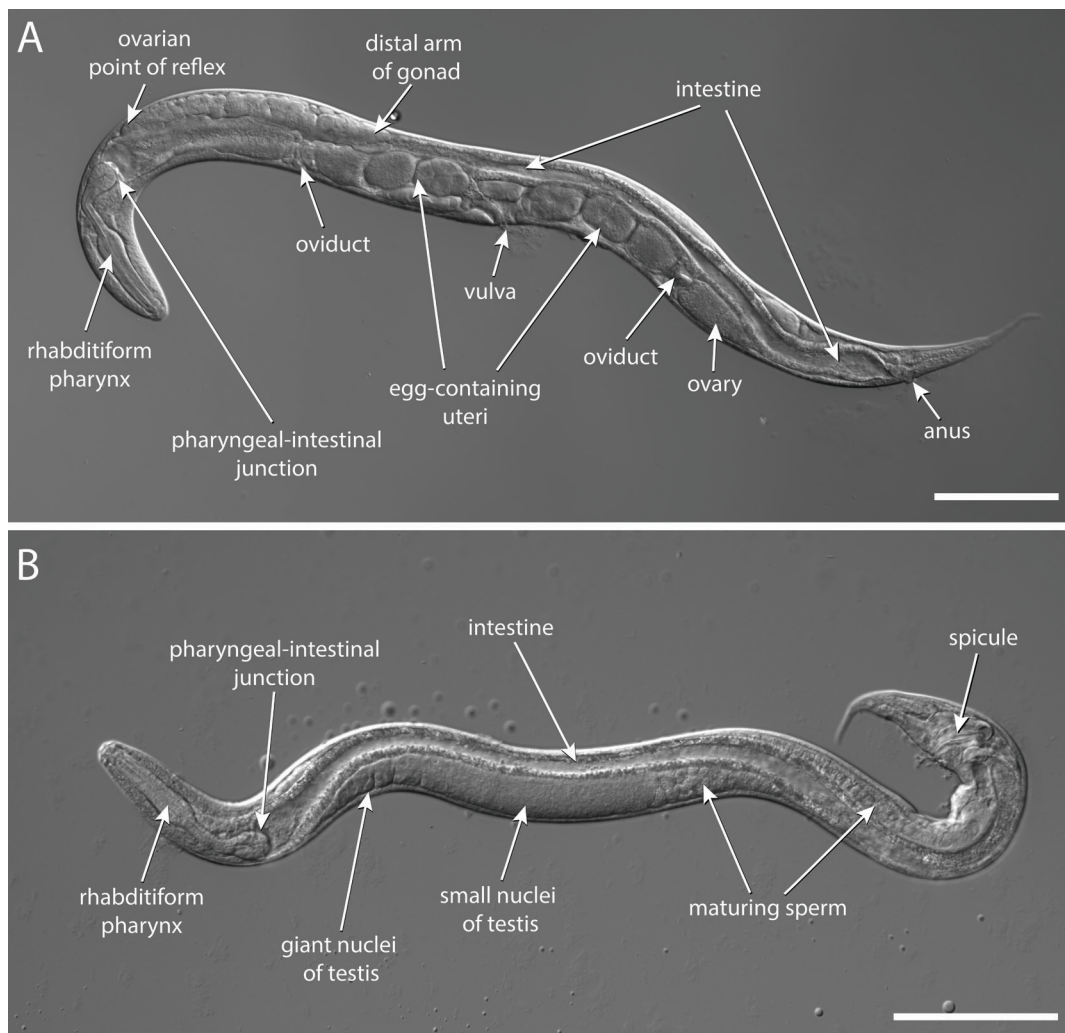 A
ovarian
point of reflex
distal arm
of gonad
intestine
oviduct
vulva
rhabditiform
pharynx
egg-containing
uteri
oviduct
ovary
anus
pharyngeal-intestinal
junction
B
pharyngeal-intestinal
junction
intestine
spicule
rhabditiform
pharynx
giant nuclei
of testis
small nuclei
of testis
maturing sperm